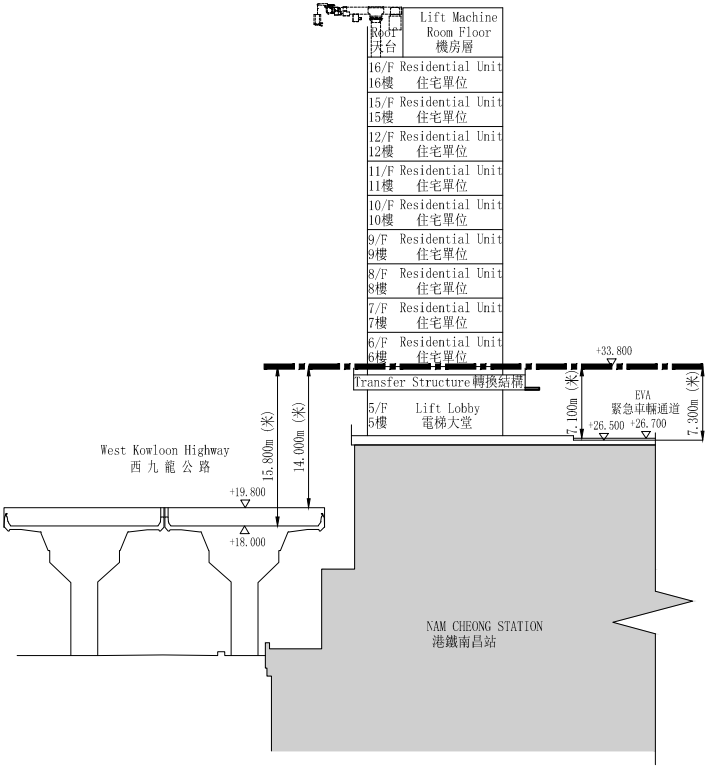 Lift Machine
Roof Room Floor
天台 機房層
16/F Residential Unit
16樓 住宅單位
15/F Residential Unit
15樓 住宅單位
12/F Residential Unit
12樓 住宅單位
11/F Residential Unit
11樓 住宅單位
10/F Residential Unit
10樓 住宅單位
9/F Residential Unit
9樓 住宅單位
8/F Residential Unit
8樓 住宅單位
7/F Residential Unit
7樓 住宅單位
6/F Residential Unit
6樓 住宅單位
+33.800
Transfer Structure 轉換結構
5/F Lift Lobby
5樓 電梯大堂
15.800m (米)
14.000m (米)
7.100m (米)
7.300m (米)
EVA
緊急車輛通道
+26.500
+26.700
West Kowloon Highway
西九龍公路
+19.800
+18.000
NAM CHEONG STATION
港鐵南昌站